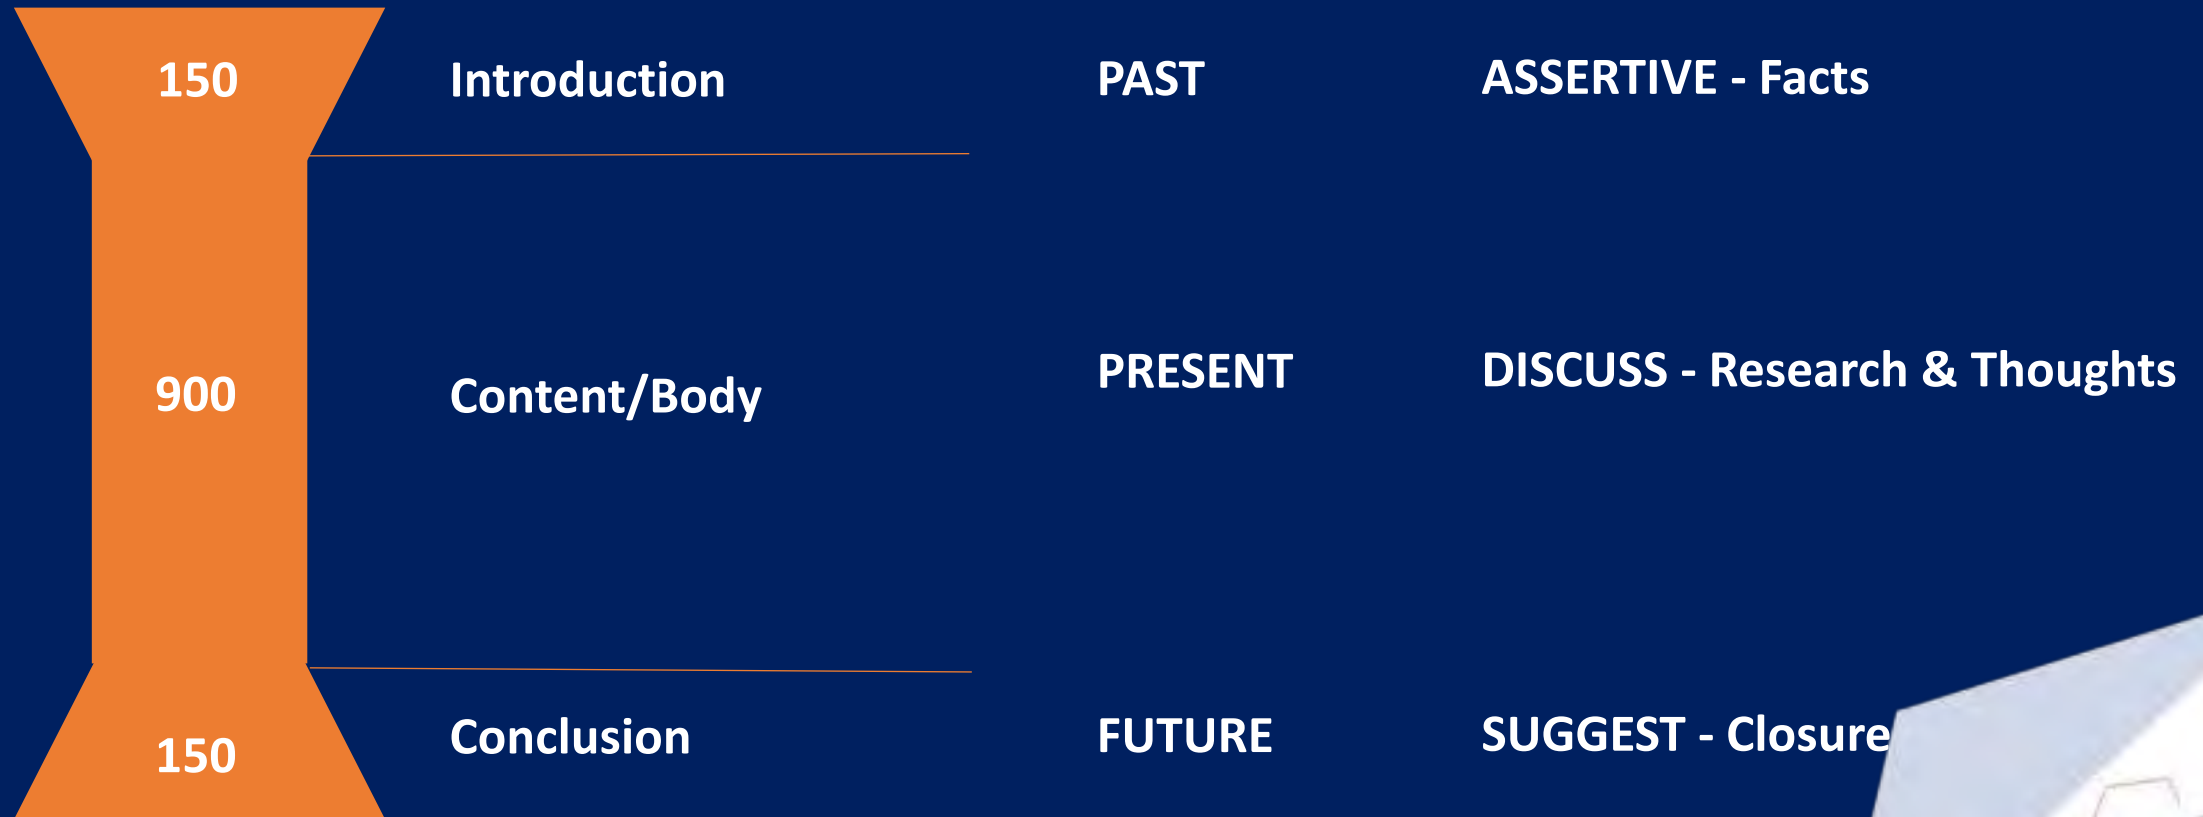 150
Introduction
PAST
ASSERTIVE - Facts
900
Content/Body
PRESENT
DISCUSS - Research & Thoughts
150
Conclusion
FUTURE
SUGGEST - Closure